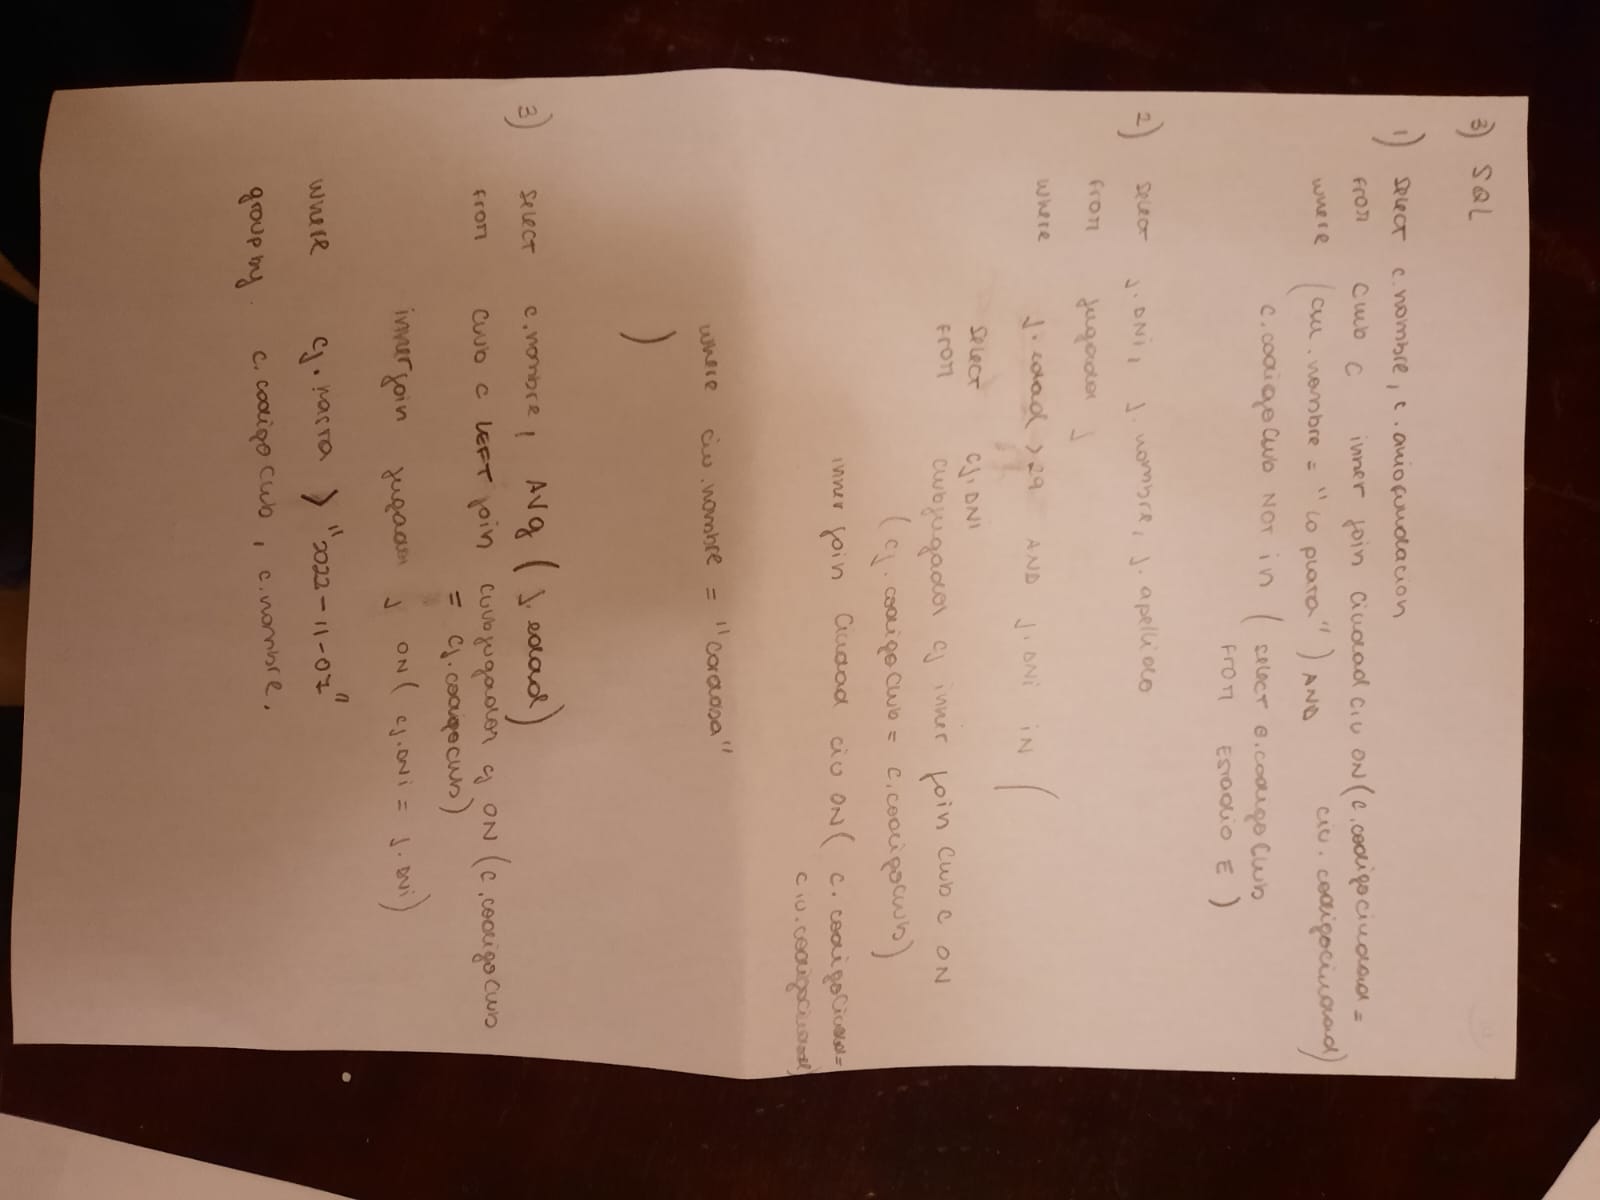 3) SQL
1) select c.nombre, c.aniofundacion
from club c inner join ciudad ciu ON (c.codigociudad =
ciu.codigociudad)
where (ciu.nombre = "la plata") AND
c.codigoclub NOT in ( select e.codigoclub
from Estadio E )
2) select J.DNI, J.nombre, J.apellido
from jugador J
where J.edad > 29 AND J.DNI IN (
select cj.DNI
from clubjugador cj inner join club c ON
(cj.codigoclub = c.codigoclub)
inner join ciudad ciu ON ( c.codigociudad =
ciu.codigociudad)
where ciu.nombre = "cordoba"
)
3) select c.nombre, AVg ( J.edad)
from club c LEFT join clubjugador cj ON (c.codigoclub
= cj.codigoclub)
inner join jugador J ON ( cj.DNI = J.DNI)
where cj.hasta > "2022-11-07"
group by c.codigoclub, c.nombre.